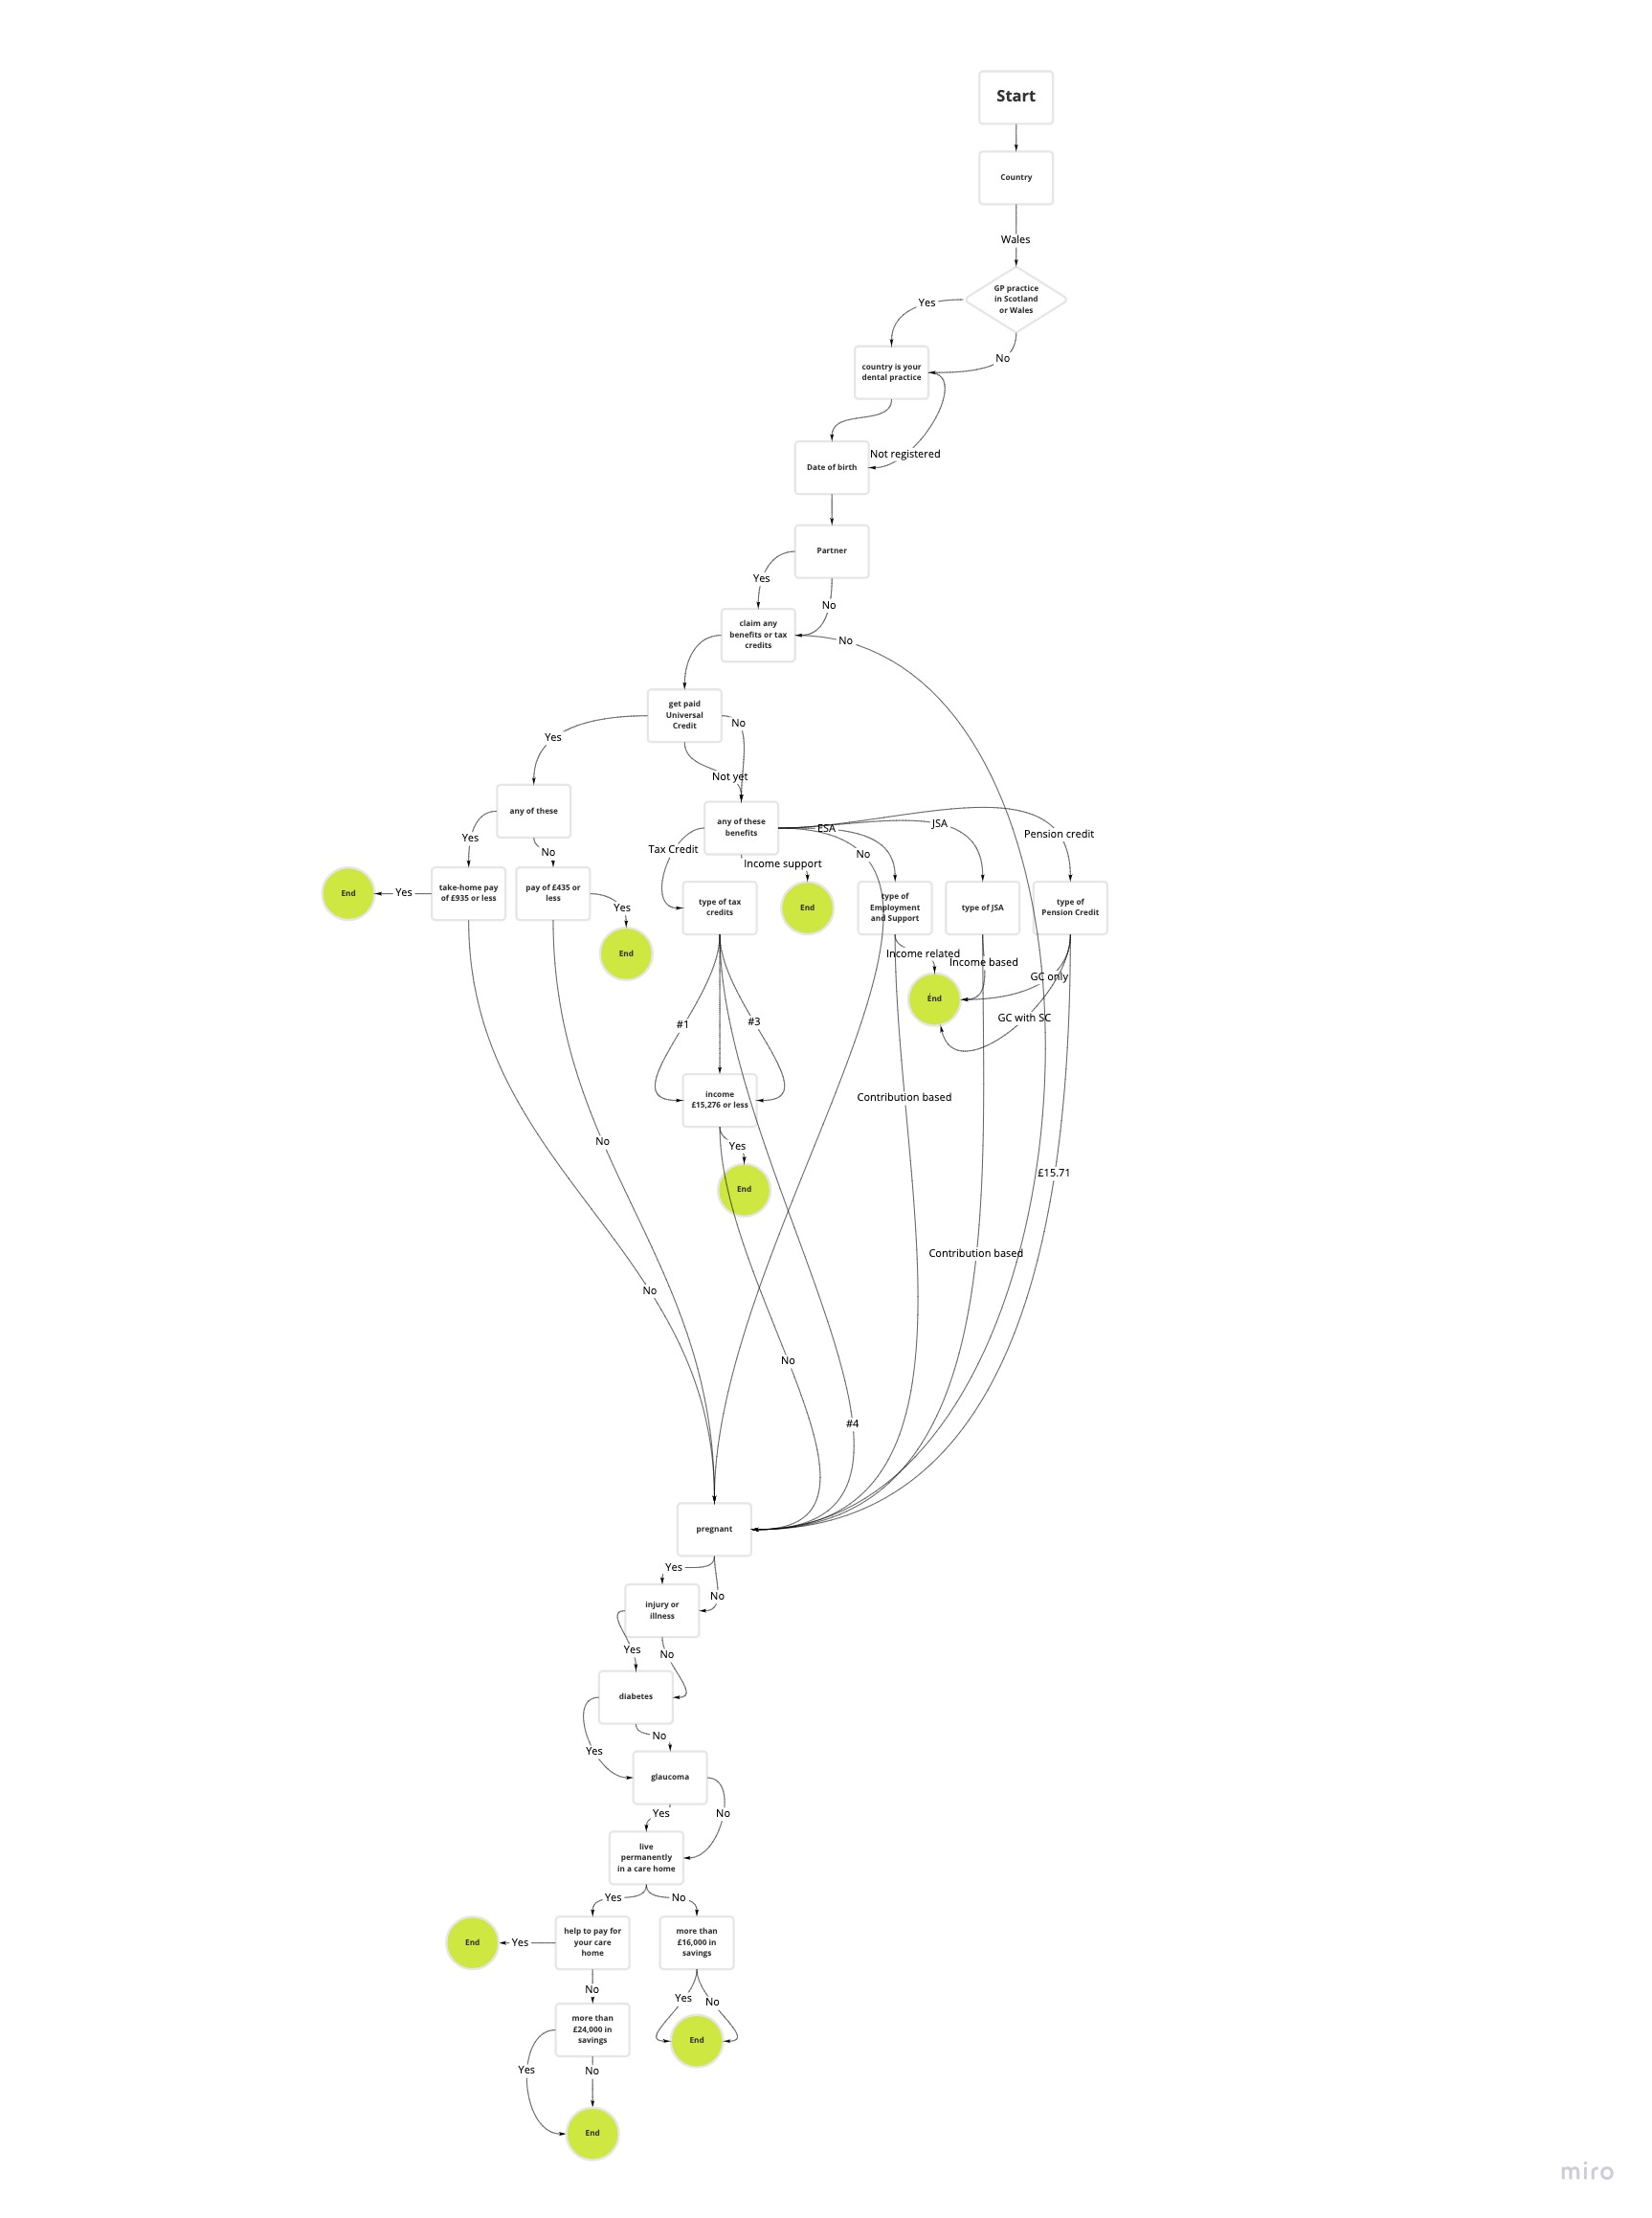 Start
Country
Wales
GP practice
in Scotland
or Wales
Yes
No
country is your
dental practice
Not registered
Date of birth
Partner
Yes
No
claim any
benefits or tax
credits
No
get paid
Universal
Credit
No
Yes
Not yet
any of these
any of these
benefits
ESA
JSA
Pension credit
Yes
No
Tax Credit
Income support
No
End
Yes
take-home pay
of £935 or less
pay of £435 or
less
Yes
End
type of tax
credits
End
type of
Employment
and Support
type of JSA
type of
Pension Credit
Income related
Income based
GC only
End
GC with SC
#1
#3
income
£15,276 or less
Contribution based
No
Yes
End
£15.71
Contribution based
No
No
#4
pregnant
Yes
No
injury or
illness
Yes
No
diabetes
No
Yes
glaucoma
Yes
No
live
permanently
in a care home
Yes
No
End
Yes
help to pay for
your care
home
more than
£16,000 in
savings
No
Yes
No
more than
£24,000 in
savings
End
Yes
No
End
miro